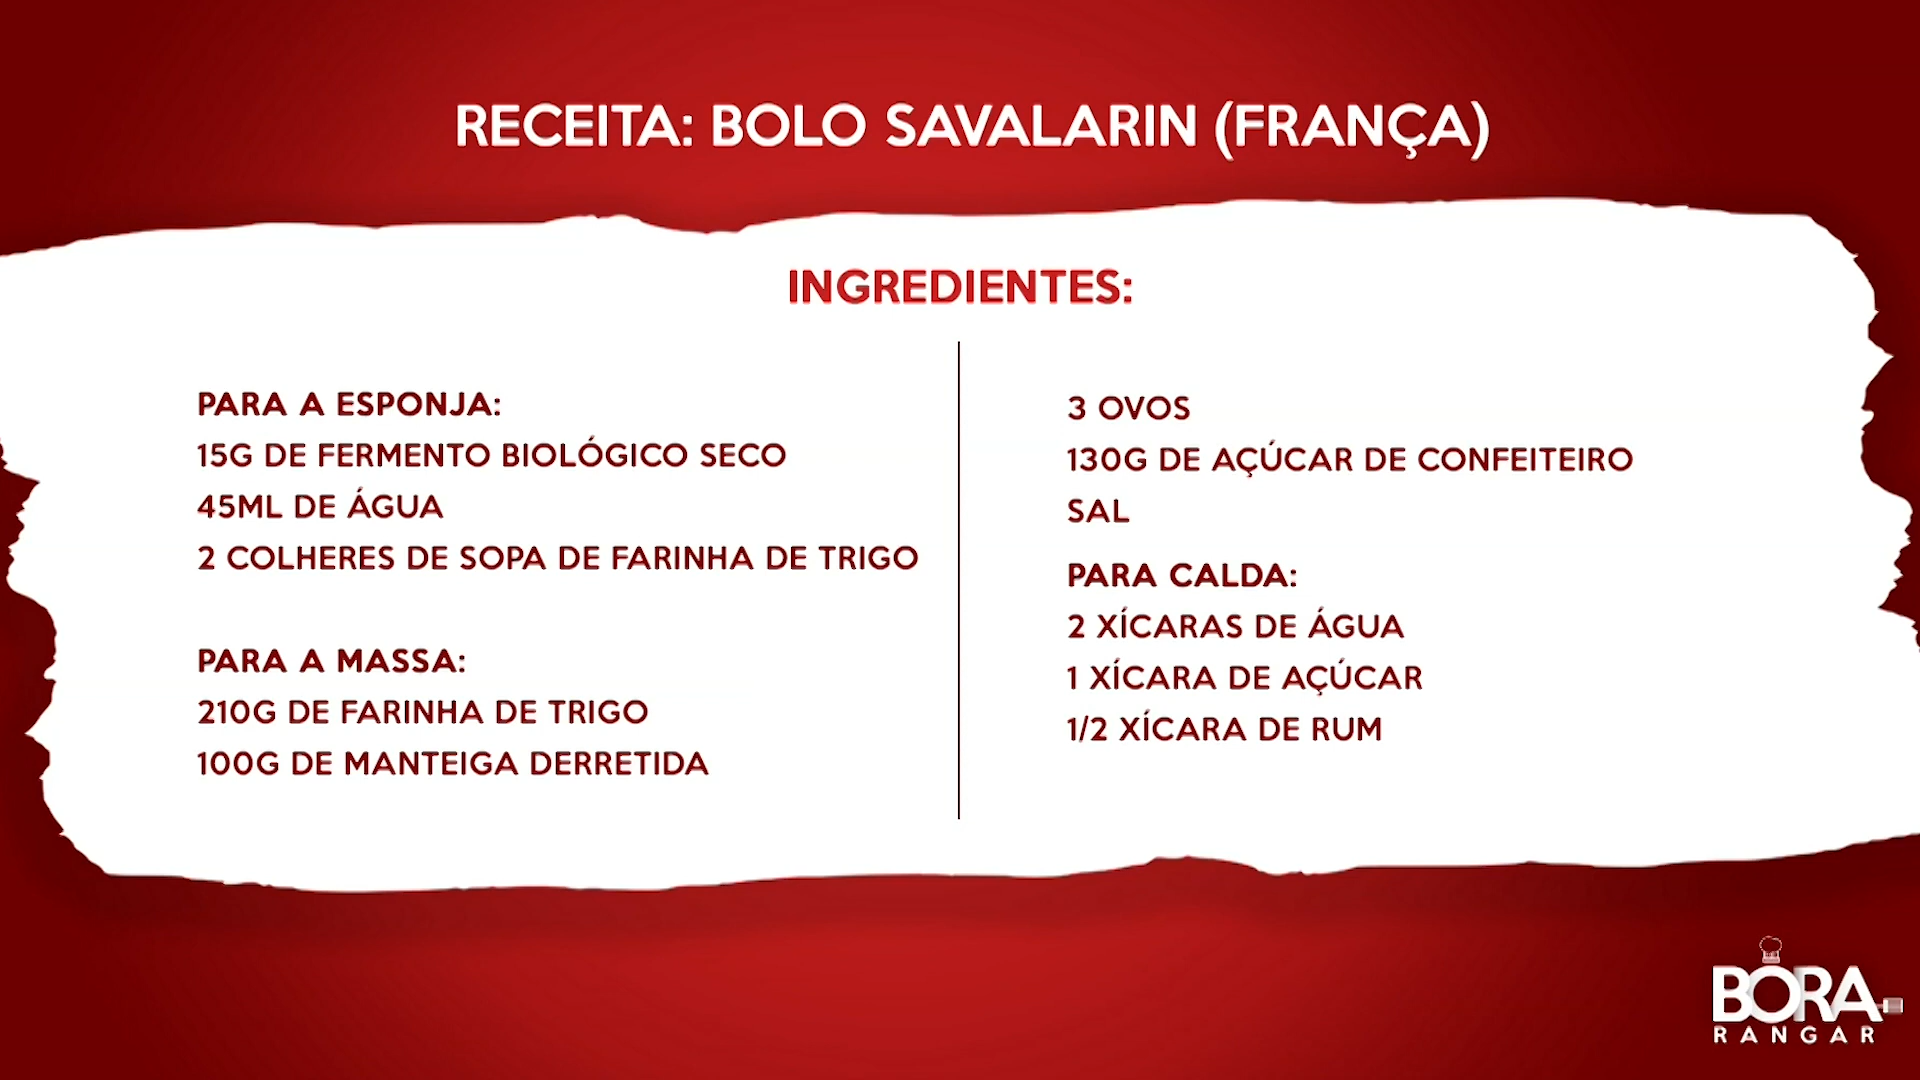 RECEITA: BOLO SAVALARIN (FRANÇA)
INGREDIENTES:
PARA A ESPONJA:
15G DE FERMENTO BIOLÓGICO SECO
45ML DE ÁGUA
2 COLHERES DE SOPA DE FARINHA DE TRIGO
PARA A MASSA:
210G DE FARINHA DE TRIGO
100G DE MANTEIGA DERRETIDA
3 OVOS
130G DE AÇÚCAR DE CONFEITEIRO
SAL
PARA CALDA:
2 XÍCARAS DE ÁGUA
1 XÍCARA DE AÇÚCAR
1/2 XÍCARA DE RUM
BORA
RANGAR